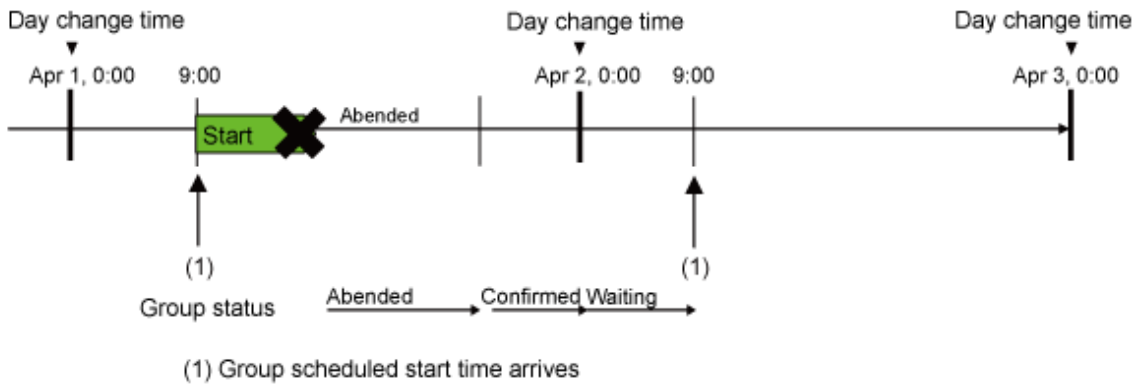 Day change time Day change time Day change time
Apr 1, 0:00 9:00 Apr 2, 0:00 9:00 Apr 3, 0:00
Abended
Start
(1) (1)
Group status Abended Confirmed Waiting
(1) Group scheduled start time arrives